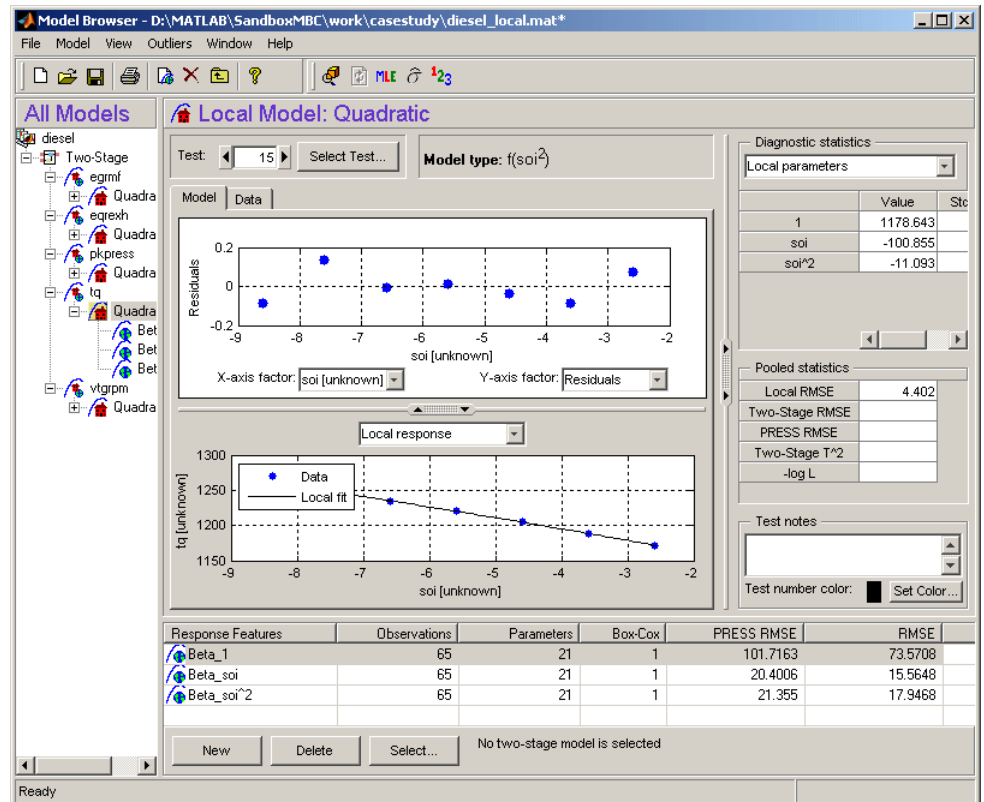 Model Browser - D:\MATLAB\SandboxMBC\work\casestudy\diesel_local.mat*
File Model View Outliers Window Help
MLE σ̂ 123
All Models
diesel
Two-Stage
egrmf
Quadra
eqrexh
Quadra
pkpress
Quadra
tq
Quadra
Bet
Bet
Bet
vtgrpm
Quadra
Local Model: Quadratic
Test: 15 Select Test... Model type: f(soi²)
Model Data
0.2
0
-0.2
Residuals
-9 -8 -7 -6 -5 -4 -3 -2
soi [unknown]
X-axis factor: soi [unknown] Y-axis factor: Residuals
Local response
1300
1250
1200
1150
tq [unknown]
Data
Local fit
-9 -8 -7 -6 -5 -4 -3 -2
soi [unknown]
Diagnostic statistics
Local parameters
Value Stc
1 1178.643
soi -100.855
soi^2 -11.093
Pooled statistics
Local RMSE 4.402
Two-Stage RMSE
PRESS RMSE
Two-Stage T^2
-log L
Test notes
Test number color: Set Color...
Response Features Observations Parameters Box-Cox PRESS RMSE RMSE
Beta_1 65 21 1 101.7163 73.5708
Beta_soi 65 21 1 20.4006 15.5648
Beta_soi^2 65 21 1 21.355 17.9468
New Delete Select... No two-stage model is selected
Ready